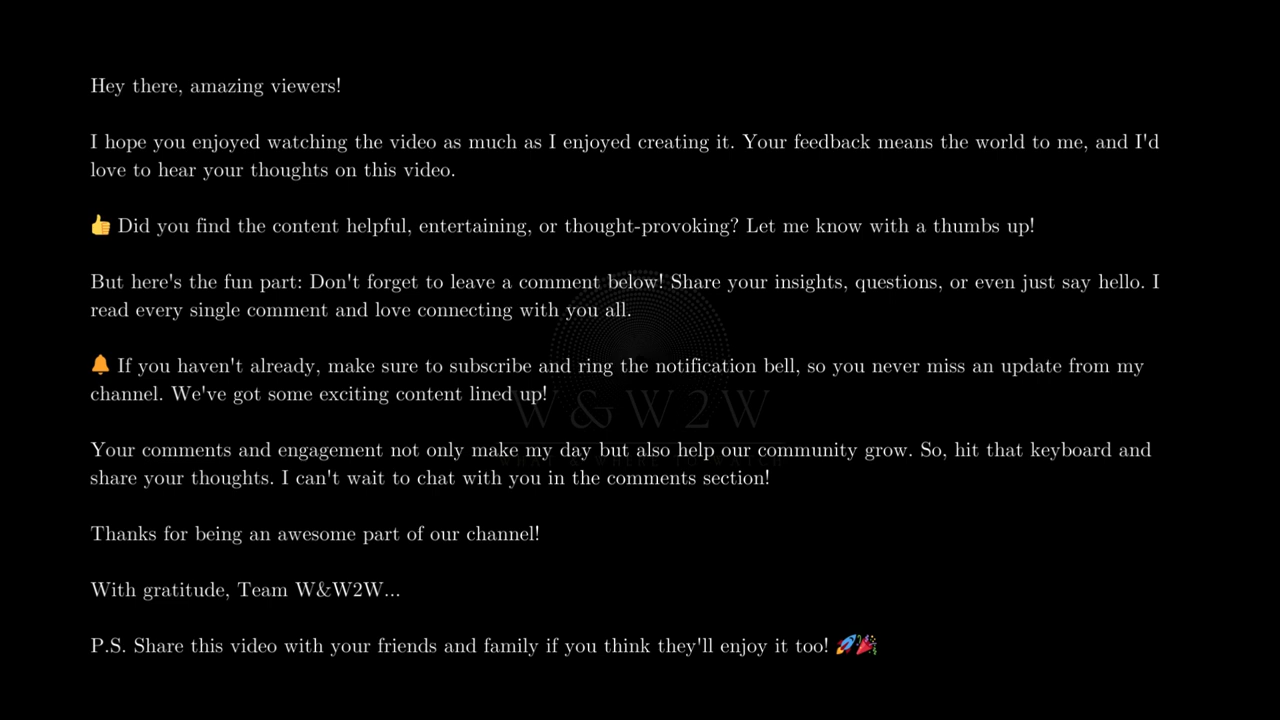 Hey there, amazing viewers!
I hope you enjoyed watching the video as much as I enjoyed creating it. Your feedback means the world to me, and I'd
love to hear your thoughts on this video.
👍 Did you find the content helpful, entertaining, or thought-provoking? Let me know with a thumbs up!
But here's the fun part: Don't forget to leave a comment below! Share your insights, questions, or even just say hello. I
read every single comment and love connecting with you all.
🔔 If you haven't already, make sure to subscribe and ring the notification bell, so you never miss an update from my
channel. We've got some exciting content lined up!
W&W2W
Your comments and engagement not only make my day but also help our community grow. So, hit that keyboard and
share your thoughts. I can't wait to chat with you in the comments section!
Thanks for being an awesome part of our channel!
With gratitude, Team W&W2W...
P.S. Share this video with your friends and family if you think they'll enjoy it too! 🚀🎉